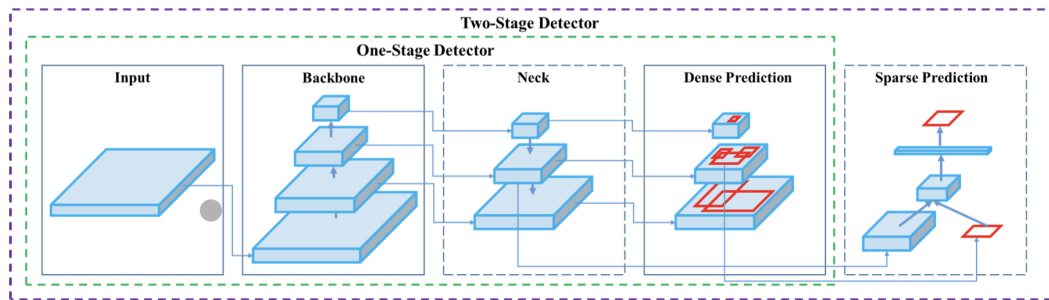 Two-Stage Detector
One-Stage Detector
Input
Backbone
Neck
Dense Prediction
Sparse Prediction